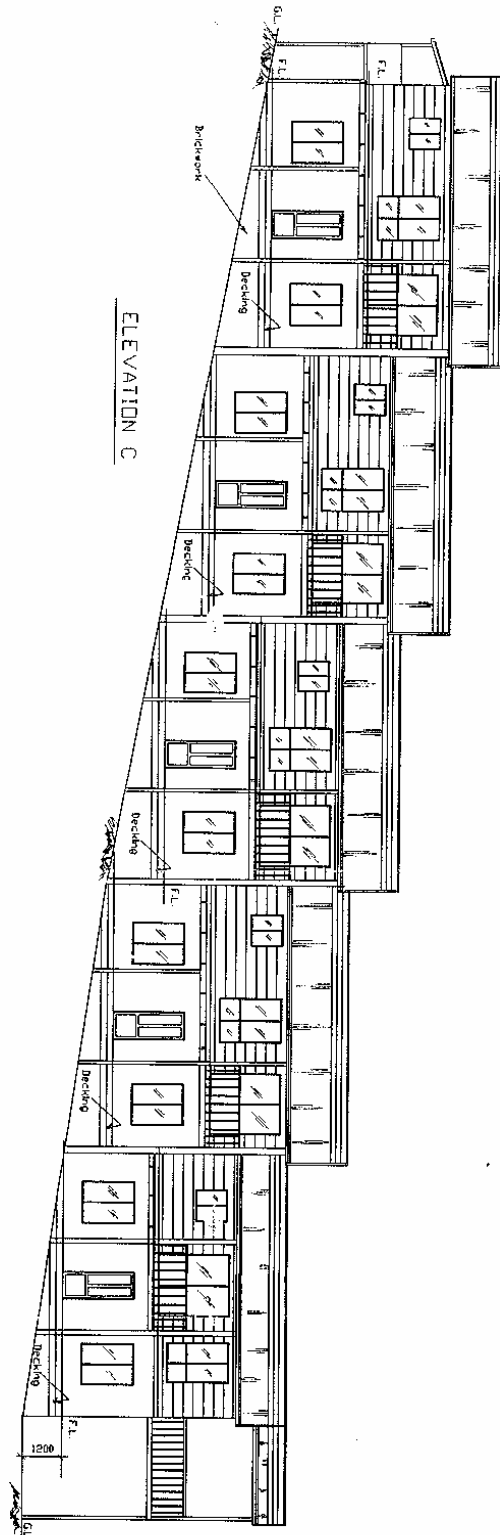 G.L.
F.L.
F.L.
Brickwork
Decking
ELEVATION C
Decking
Decking
F.L.
Decking
Decking
F.L.
1200
G.L